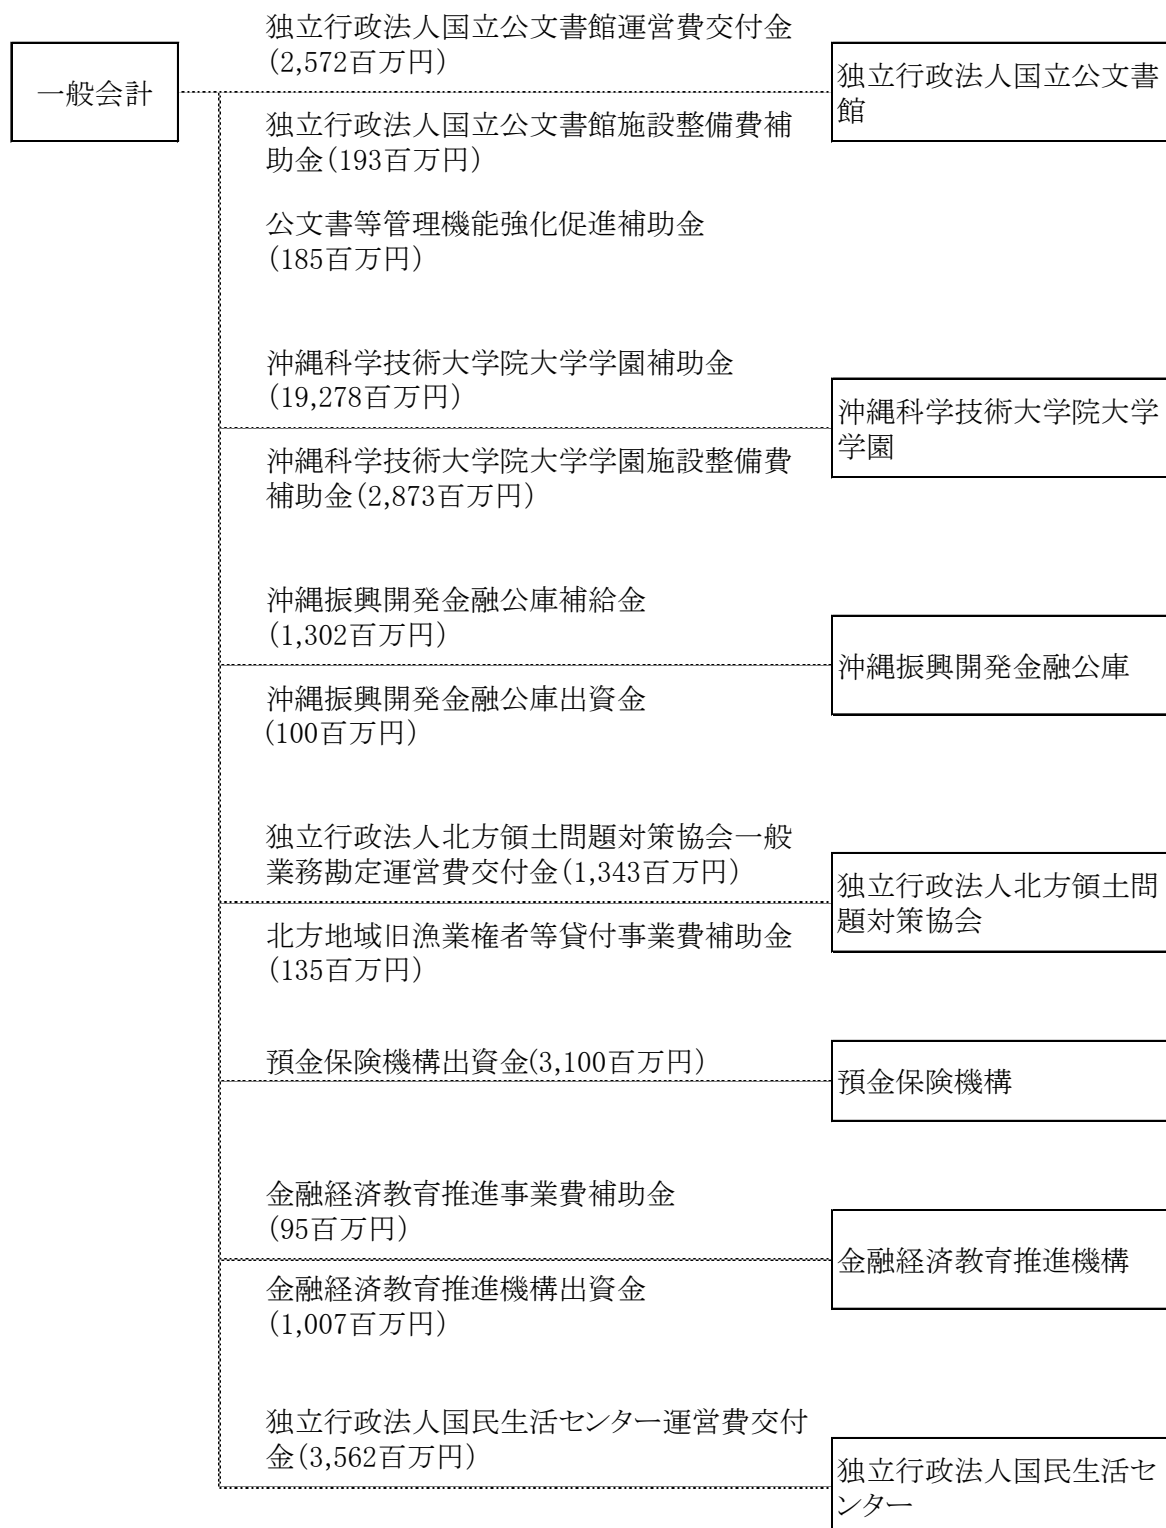 独立行政法人国立公文書館運営費交付金
(2,572百万円)
一般会計
独立行政法人国立公文書
館
独立行政法人国立公文書館施設整備費補
助金(193百万円)
公文書等管理機能強化促進補助金
(185百万円)
沖縄科学技術大学院大学学園補助金
(19,278百万円)
沖縄科学技術大学院大学
学園
沖縄科学技術大学院大学学園施設整備費
補助金(2,873百万円)
沖縄振興開発金融公庫補給金
(1,302百万円)
沖縄振興開発金融公庫
沖縄振興開発金融公庫出資金
(100百万円)
独立行政法人北方領土問題対策協会一般
業務勘定運営費交付金(1,343百万円)
独立行政法人北方領土問
題対策協会
北方地域旧漁業権者等貸付事業費補助金
(135百万円)
預金保険機構出資金(3,100百万円)
預金保険機構
金融経済教育推進事業費補助金
(95百万円)
金融経済教育推進機構
金融経済教育推進機構出資金
(1,007百万円)
独立行政法人国民生活センター運営費交付
金(3,562百万円)
独立行政法人国民生活セ
ンター